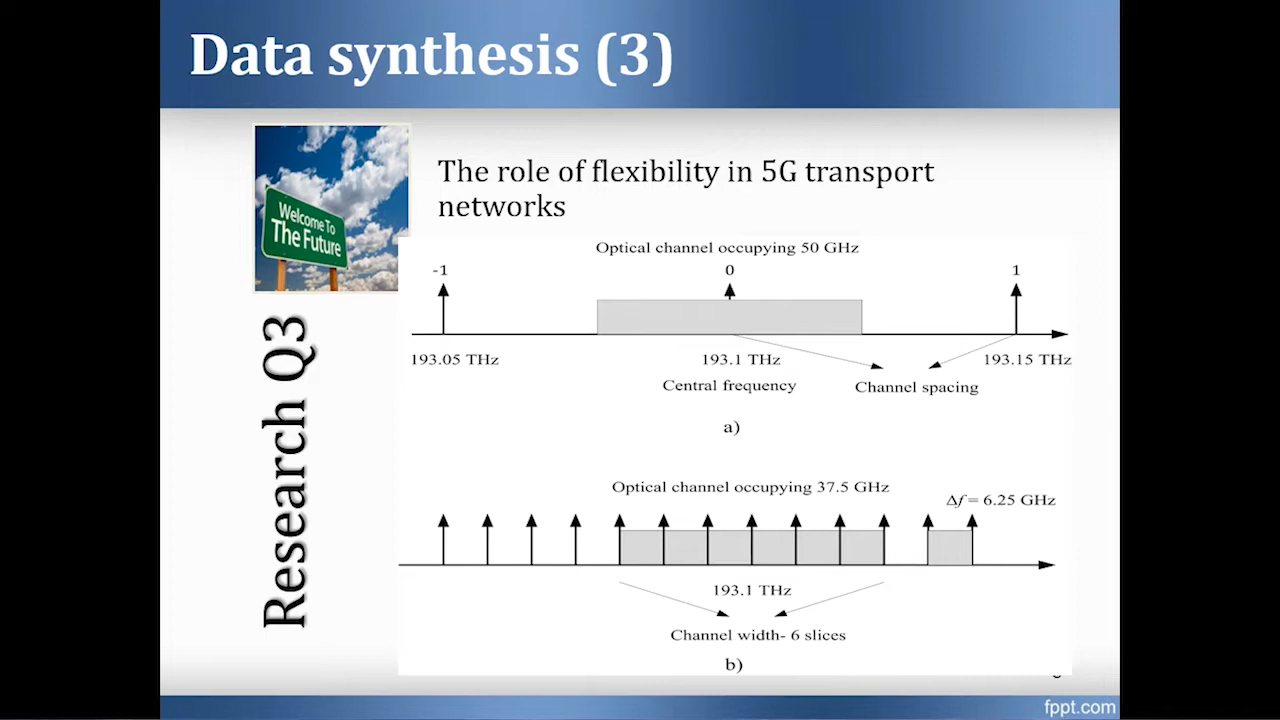 Data synthesis (3)
Welcome To
The Future
The role of flexibility in 5G transport
networks
Research Q3
Optical channel occupying 50 GHz
-1 0 1
193.05 THz 193.1 THz 193.15 THz
Central frequency Channel spacing
a)
Optical channel occupying 37.5 GHz
Δf = 6.25 GHz
193.1 THz
Channel width- 6 slices
b)
fppt.com